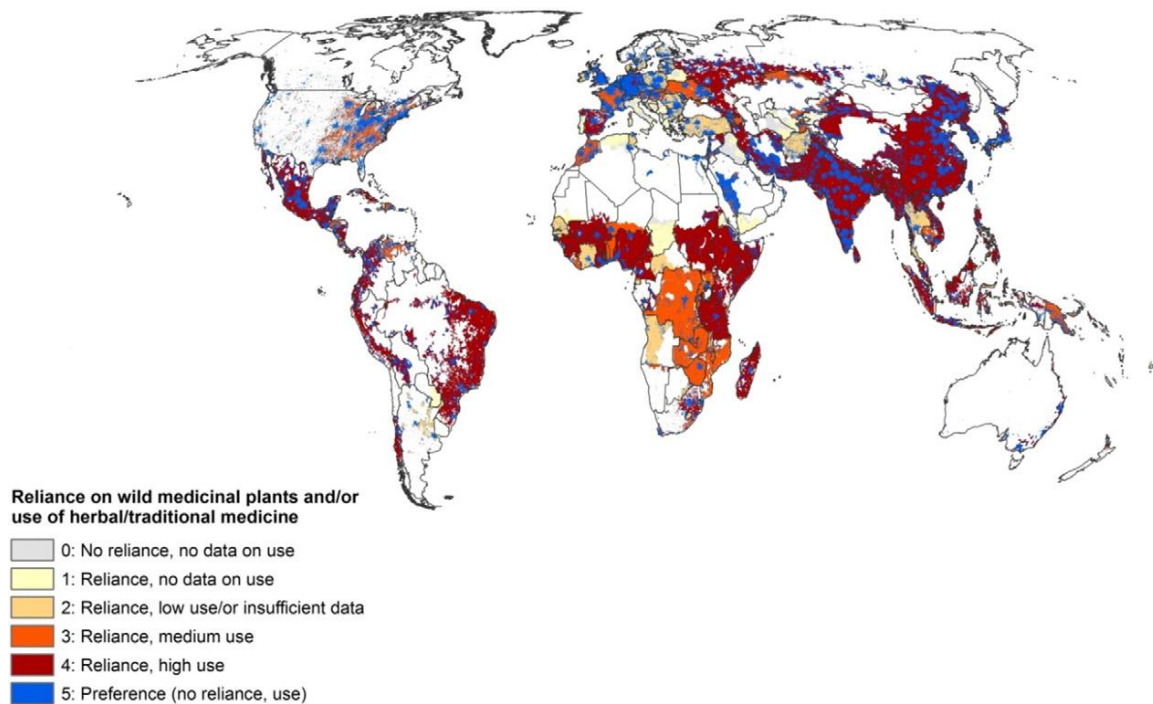 Reliance on wild medicinal plants and/or
use of herbal/traditional medicine
0: No reliance, no data on use
1: Reliance, no data on use
2: Reliance, low use/or insufficient data
3: Reliance, medium use
4: Reliance, high use
5: Preference (no reliance, use)